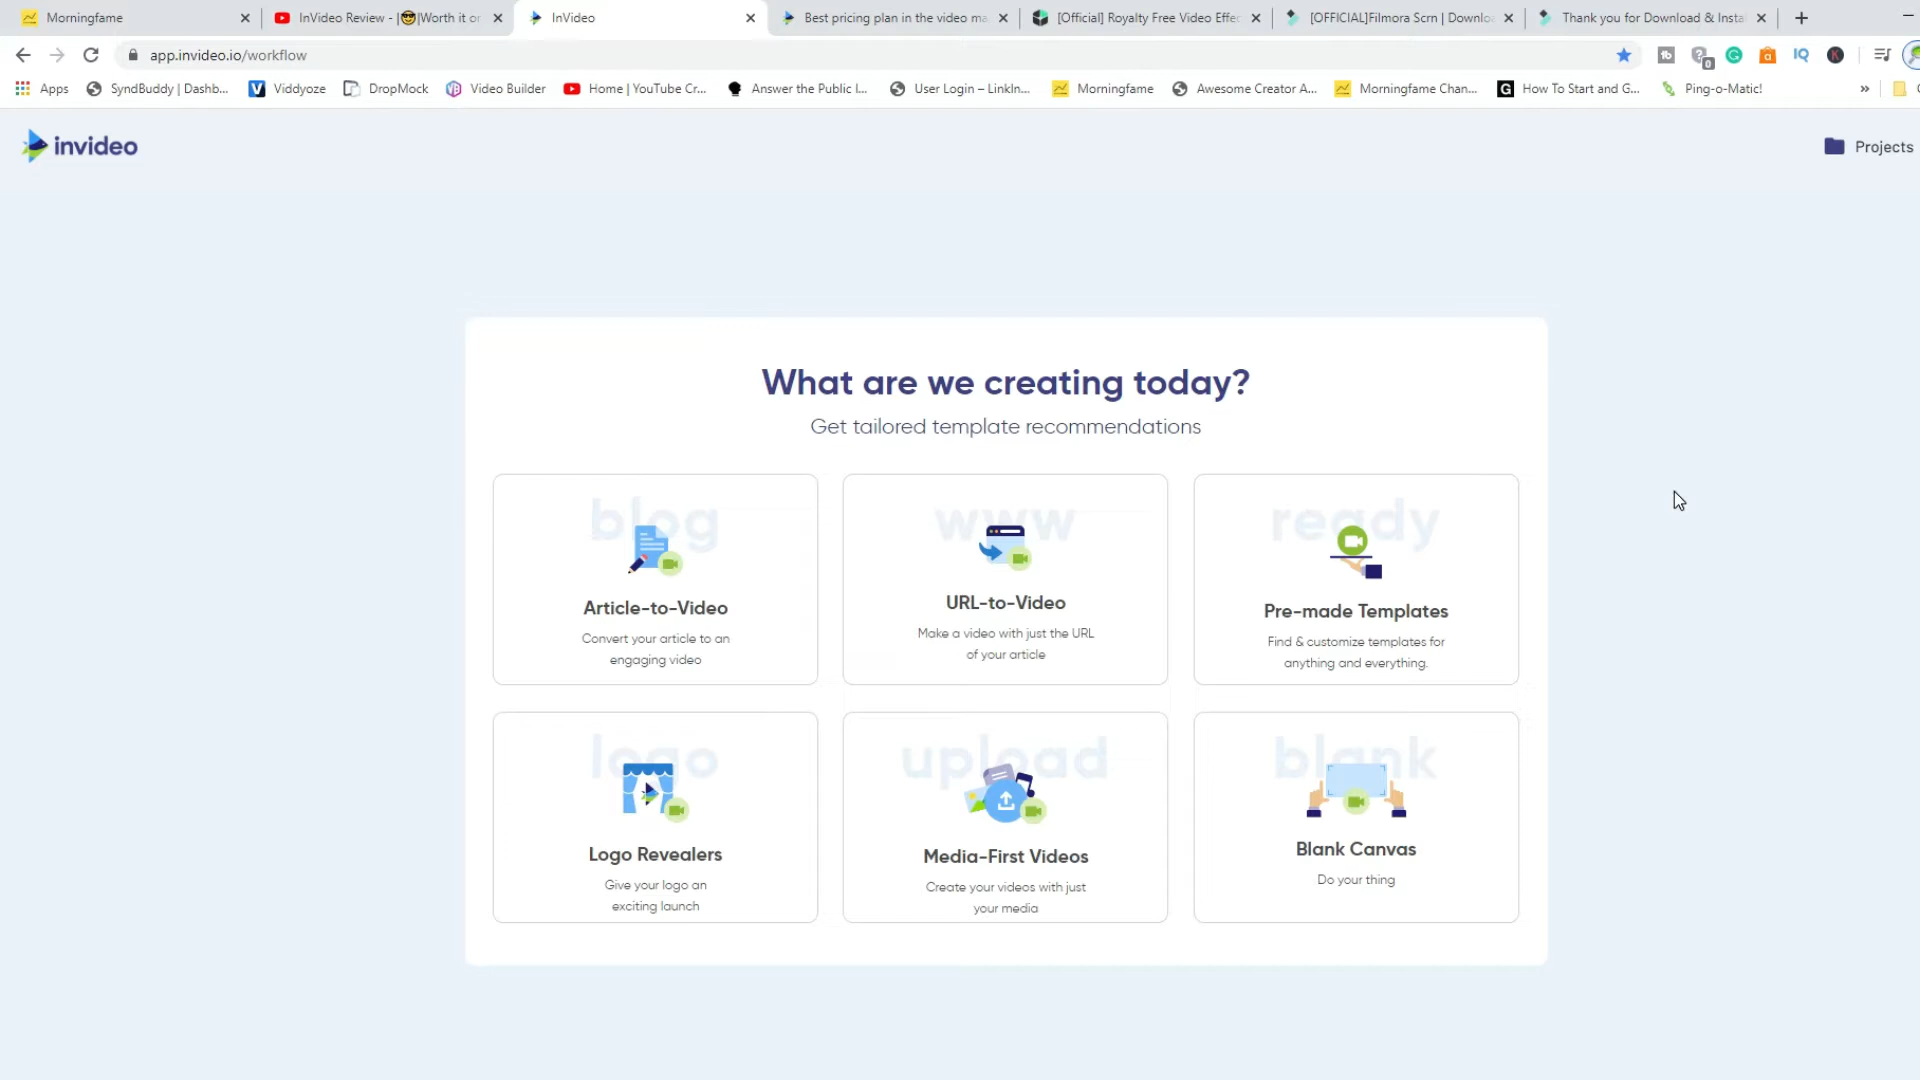 Morningfame
InVideo Review - |😎|Worth it or
InVideo
Best pricing plan in the video ma
[Official] Royalty Free Video Effec
[OFFICIAL]Filmora Scrn | Downlo
Thank you for Download & Insta
app.invideo.io/workflow
Apps
SyndBuddy | Dashb...
Viddyoze
DropMock
Video Builder
Home | YouTube Cr...
Answer the Public I...
User Login – LinkIn...
Morningfame
Awesome Creator A...
Morningfame Chan...
How To Start and G...
Ping-o-Matic!
invideo
Projects
What are we creating today?
Get tailored template recommendations
blog
Article-to-Video
Convert your article to an
engaging video
www
URL-to-Video
Make a video with just the URL
of your article
ready
Pre-made Templates
Find & customize templates for
anything and everything.
logo
Logo Revealers
Give your logo an
exciting launch
upload
Media-First Videos
Create your videos with just
your media
blank
Blank Canvas
Do your thing